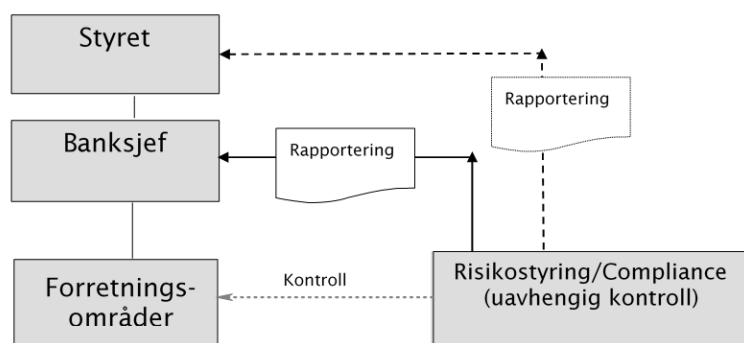 Styret
Rapportering
Banksjef
Rapportering
Forretnings-
områder
Kontroll
Risikostyring/Compliance
(uavhengig kontroll)